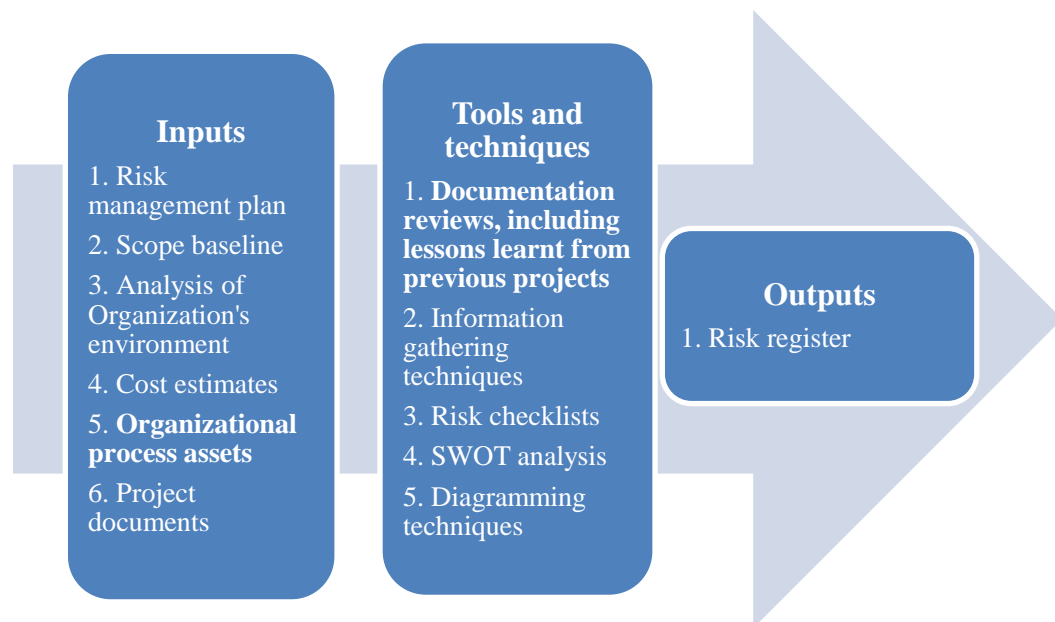 Inputs
1. Risk
management plan
2. Scope baseline
3. Analysis of
Organization's
environment
4. Cost estimates
5. Organizational
process assets
6. Project
documents
Tools and
techniques
1. Documentation
reviews, including
lessons learnt from
previous projects
2. Information
gathering
techniques
3. Risk checklists
4. SWOT analysis
5. Diagramming
techniques
Outputs
1. Risk register